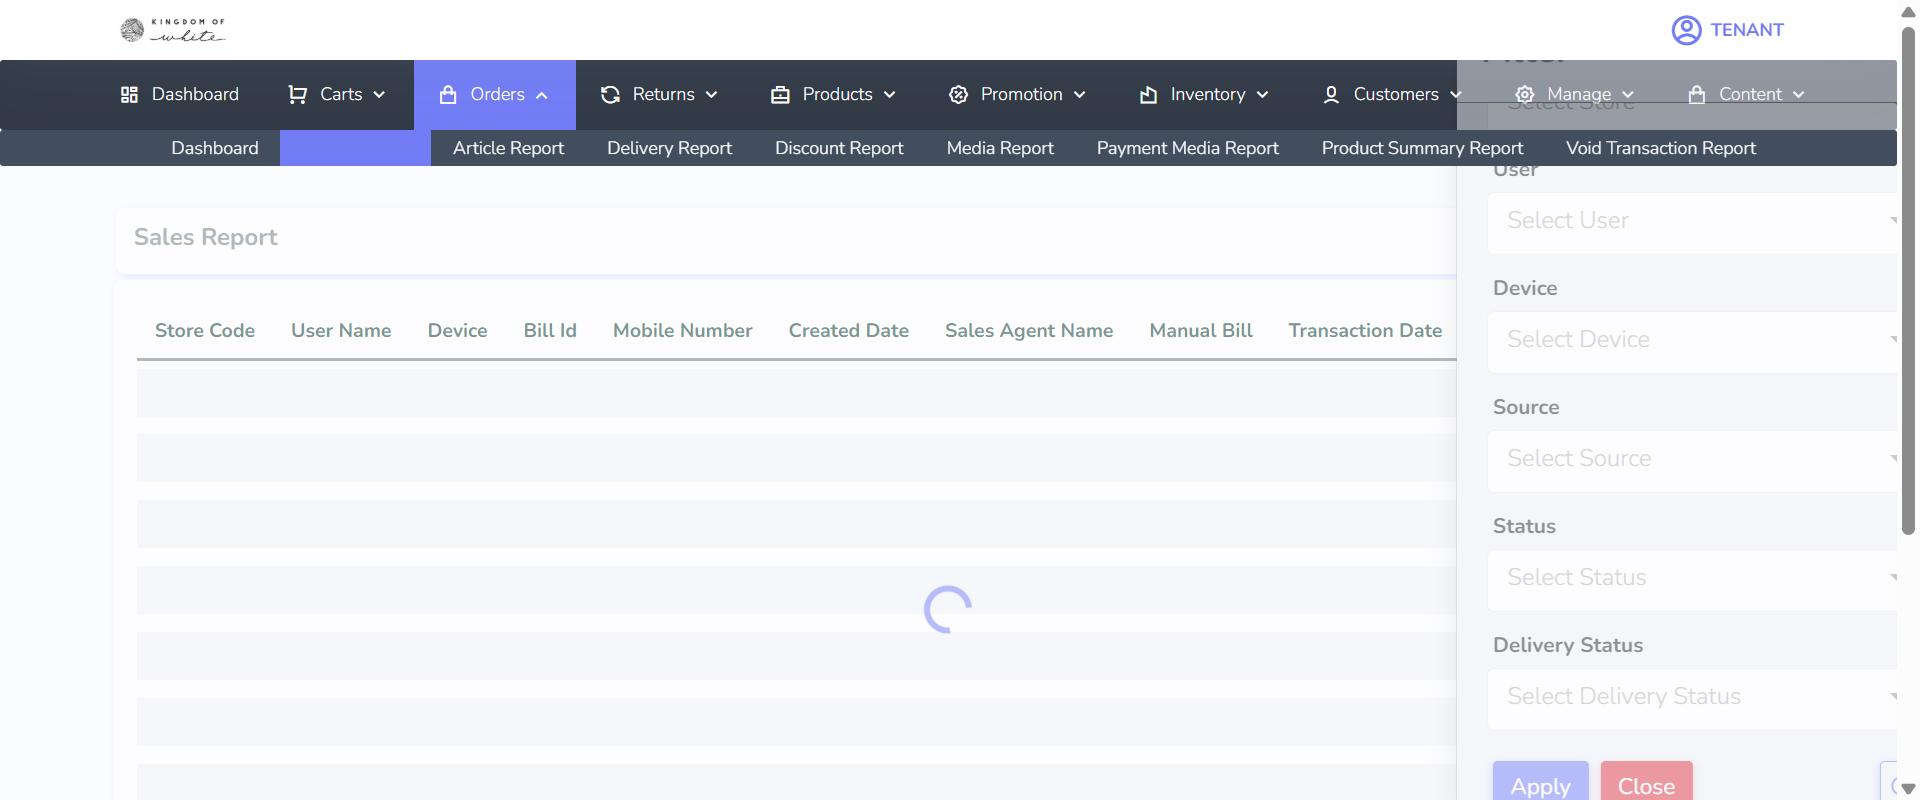 KINGDOM OF
white
TENANT
Dashboard
Carts
Orders
Returns
Products
Promotion
Inventory
Customers
Manage
Content
Select Store
Dashboard
Article Report
Delivery Report
Discount Report
Media Report
Payment Media Report
Product Summary Report
Void Transaction Report
Sales Report
Store Code
User Name
Device
Bill Id
Mobile Number
Created Date
Sales Agent Name
Manual Bill
Transaction Date
User
Select User
Device
Select Device
Source
Select Source
Status
Select Status
Delivery Status
Select Delivery Status
Apply
Close